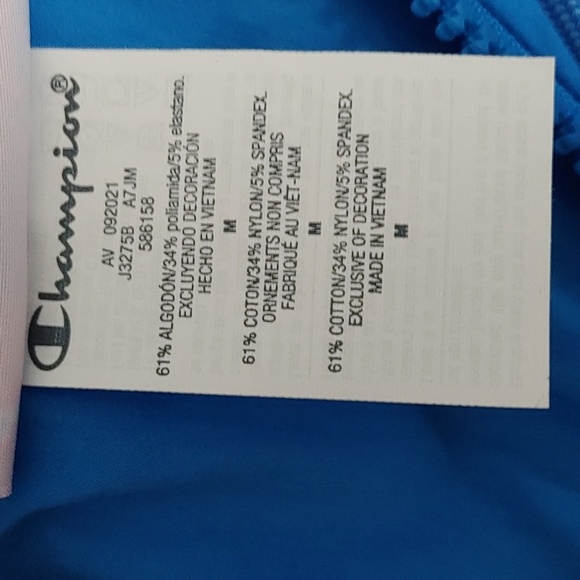 Champion®
AV 092021
J3275B A7JM
586158
61% ALGODÓN/34% poliamida/5% elastano.
EXCLUYENDO DECORACIÓN
HECHO EN VIETNAM
M
61% COTON/34% NYLON/5% SPANDEX.
ORNEMENTS NON COMPRIS
FABRIQUÉ AU VIÊT-NAM
M
61% COTTON/34% NYLON/5% SPANDEX.
EXCLUSIVE OF DECORATION
MADE IN VIETNAM
M